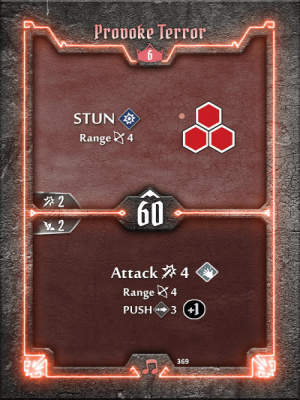 Provoke Terror
6
STUN
Range 4
2
60
2
Attack 4
Range 4
PUSH 3 +1
369